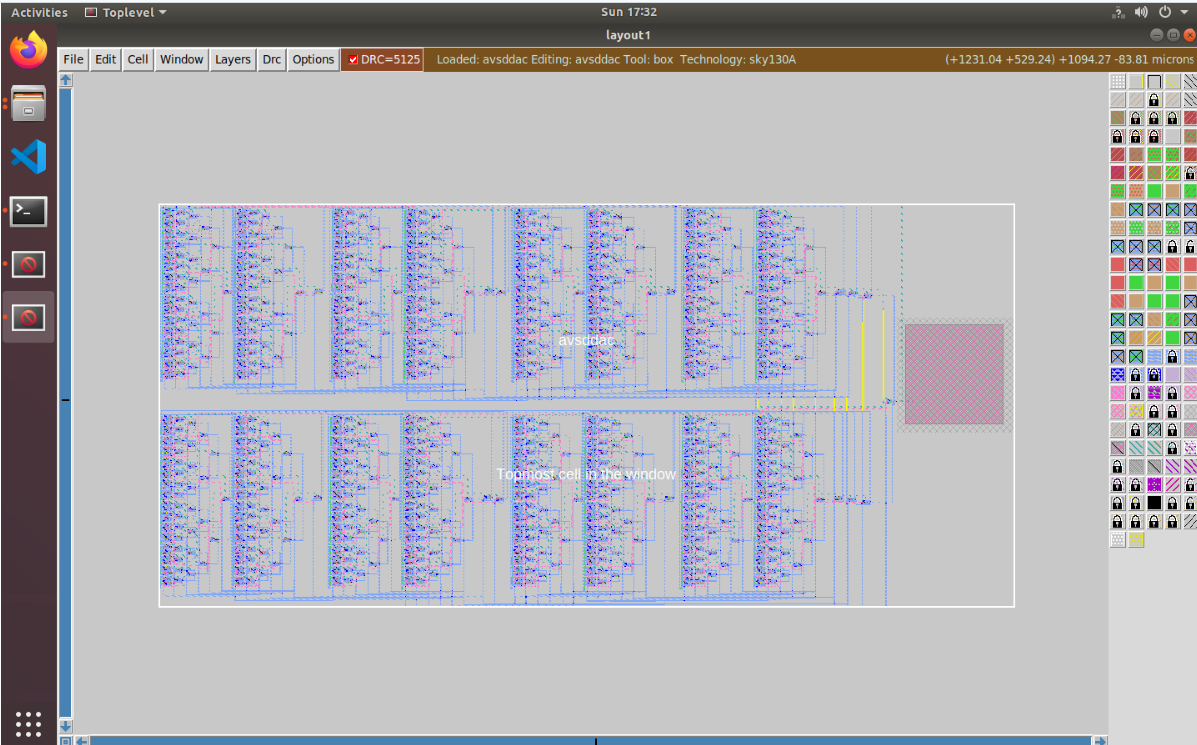 Activities Toplevel Sun 17:32
layout1
File Edit Cell Window Layers Drc Options DRC=5125 Loaded: avsddac Editing: avsddac Tool: box Technology: sky130A (+1231.04 +529.24) +1094.27 -83.81 microns
avsddac
Topmost cell in the window